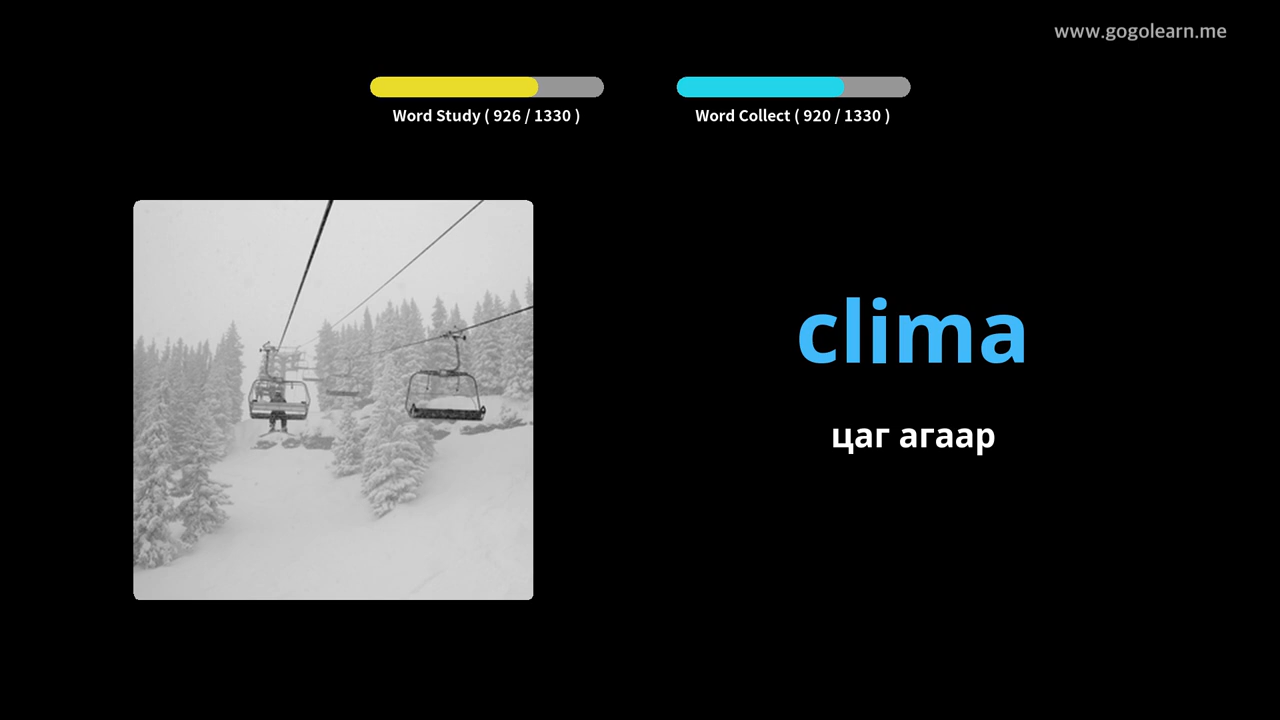 www.gogolearn.me
Word Study ( 926 / 1330 )
Word Collect ( 920 / 1330 )
clima
цаг агаар